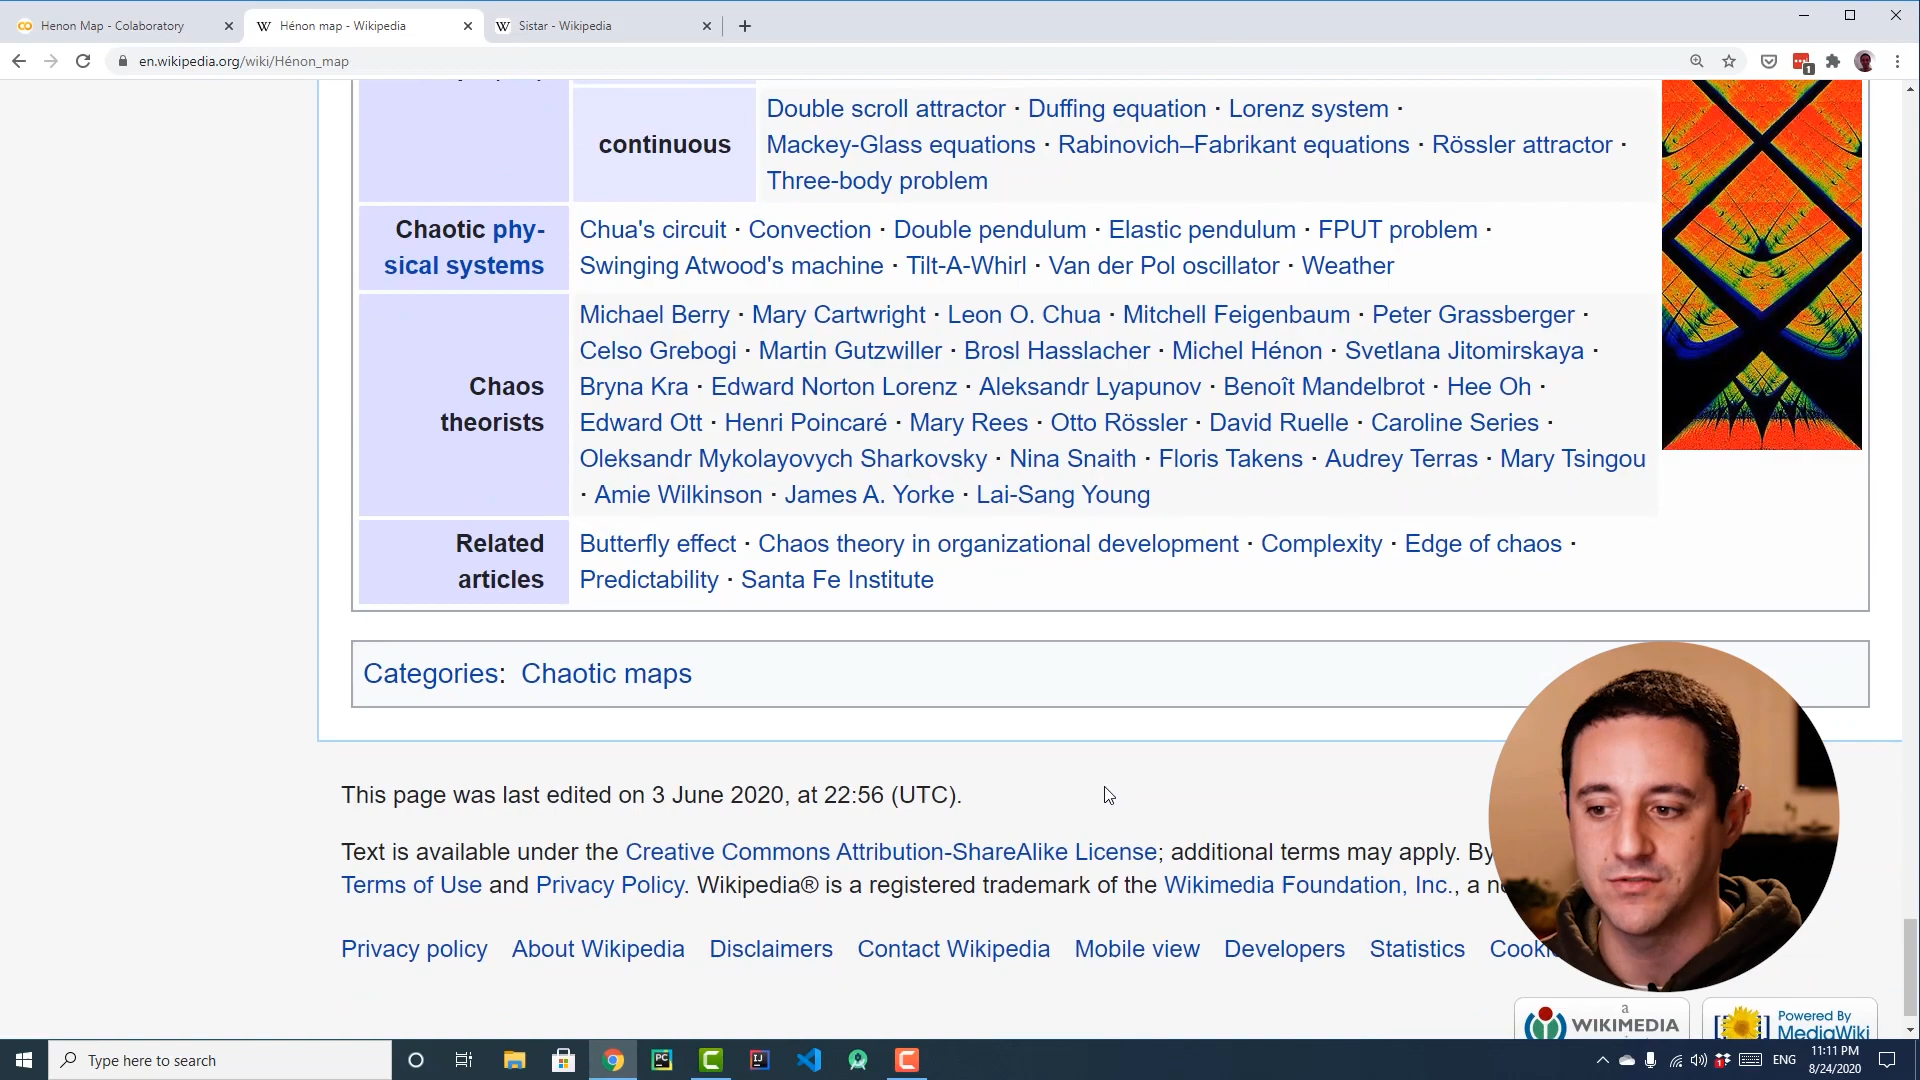 Henon Map - Colaboratory
Hénon map - Wikipedia
Sistar - Wikipedia
en.wikipedia.org/wiki/Hénon_map
1
continuous
Double scroll attractor · Duffing equation · Lorenz system ·
Mackey-Glass equations · Rabinovich–Fabrikant equations · Rössler attractor ·
Three-body problem
Chaotic phy-
sical systems
Chua's circuit · Convection · Double pendulum · Elastic pendulum · FPUT problem ·
Swinging Atwood's machine · Tilt-A-Whirl · Van der Pol oscillator · Weather
Chaos
theorists
Michael Berry · Mary Cartwright · Leon O. Chua · Mitchell Feigenbaum · Peter Grassberger ·
Celso Grebogi · Martin Gutzwiller · Brosl Hasslacher · Michel Hénon · Svetlana Jitomirskaya ·
Bryna Kra · Edward Norton Lorenz · Aleksandr Lyapunov · Benoît Mandelbrot · Hee Oh ·
Edward Ott · Henri Poincaré · Mary Rees · Otto Rössler · David Ruelle · Caroline Series ·
Oleksandr Mykolayovych Sharkovsky · Nina Snaith · Floris Takens · Audrey Terras · Mary Tsingou
· Amie Wilkinson · James A. Yorke · Lai-Sang Young
Related
articles
Butterfly effect · Chaos theory in organizational development · Complexity · Edge of chaos ·
Predictability · Santa Fe Institute
Categories: Chaotic maps
This page was last edited on 3 June 2020, at 22:56 (UTC).
Text is available under the Creative Commons Attribution-ShareAlike License; additional terms may apply. By
Terms of Use and Privacy Policy. Wikipedia® is a registered trademark of the Wikimedia Foundation, Inc., a
Privacy policy About Wikipedia Disclaimers Contact Wikipedia Mobile view Developers Statistics
a
WIKIMEDIA
Powered By
MediaWiki
Type here to search
PC
IJ
ENG
11:11 PM
8/24/2020